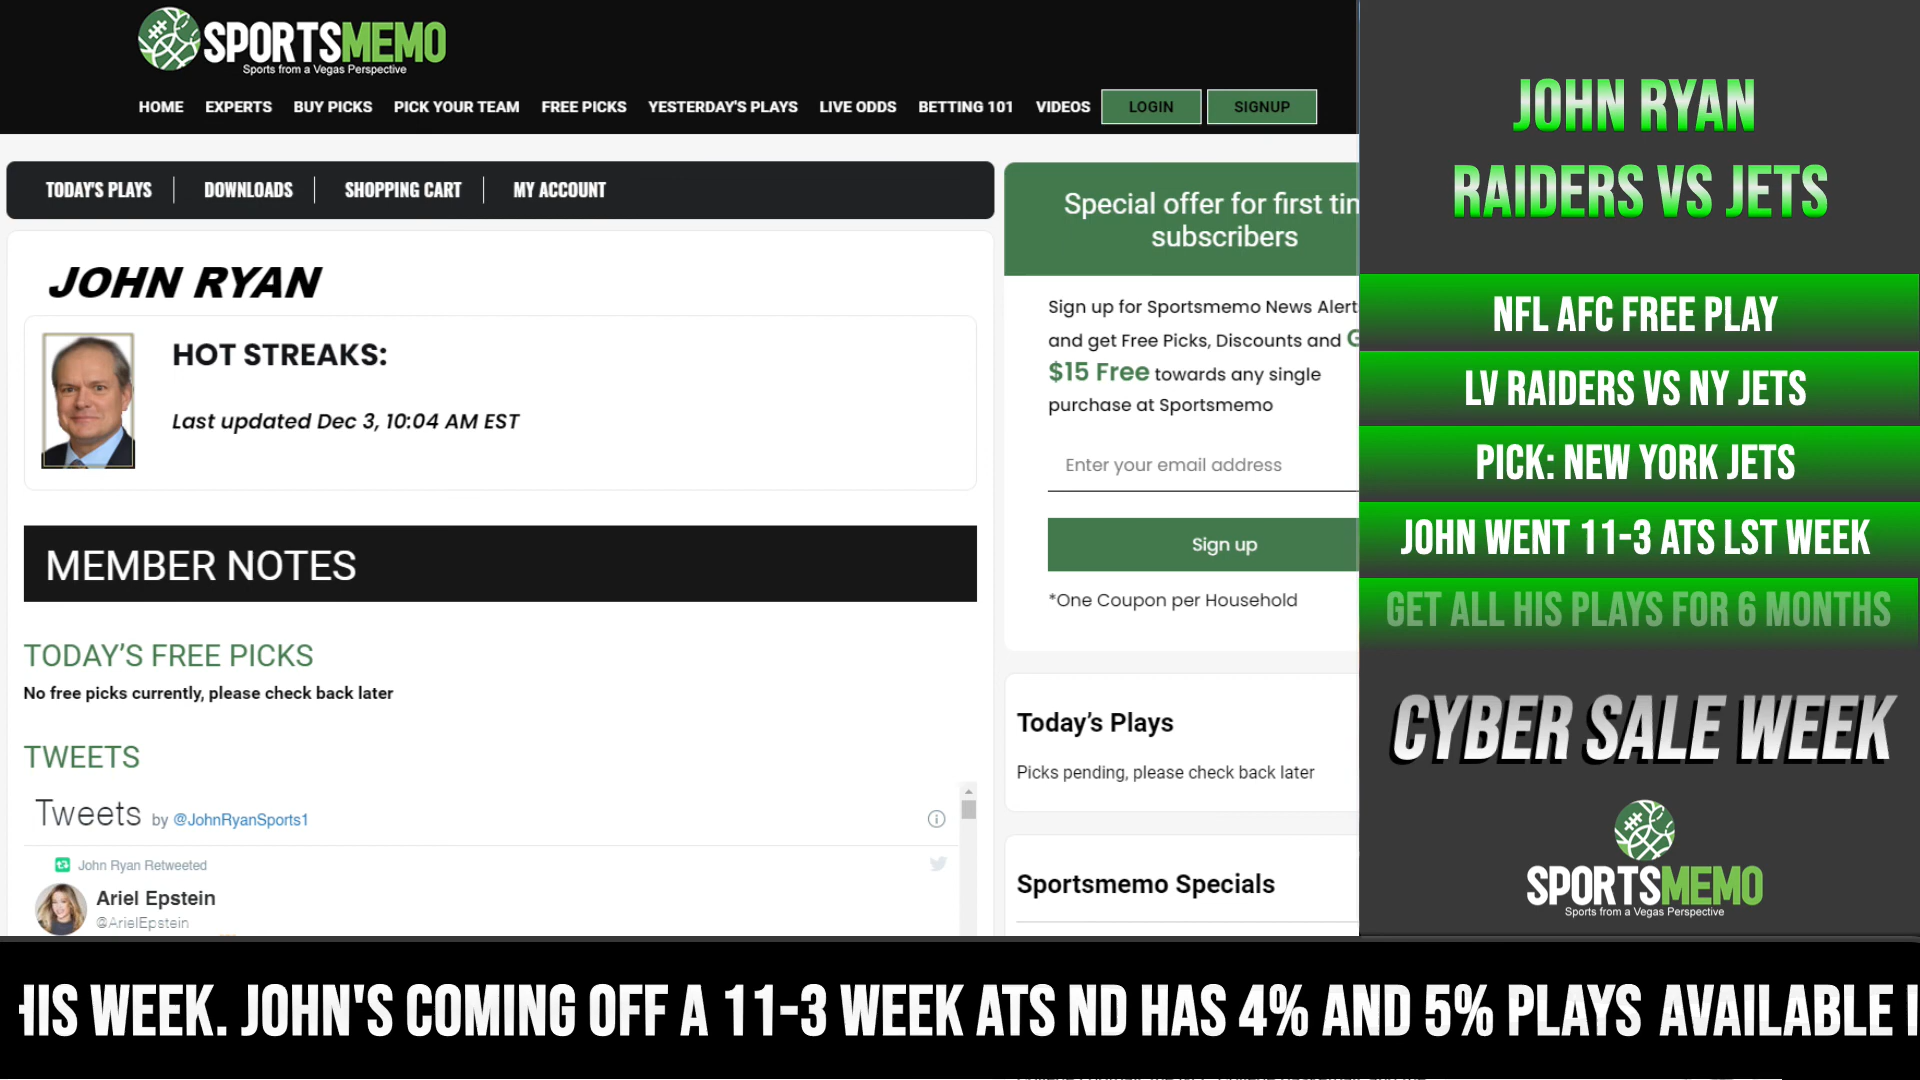 SPORTSMEMO
Sports from a Vegas Perspective
HOME EXPERTS BUY PICKS PICK YOUR TEAM FREE PICKS YESTERDAY'S PLAYS LIVE ODDS BETTING 101 VIDEOS LOGIN SIGNUP
TODAY'S PLAYS DOWNLOADS SHOPPING CART MY ACCOUNT
JOHN RYAN
HOT STREAKS:
Last updated Dec 3, 10:04 AM EST
MEMBER NOTES
TODAY'S FREE PICKS
No free picks currently, please check back later
TWEETS
Tweets by @JohnRyanSports1
John Ryan Retweeted
Ariel Epstein
@ArielEpstein
Special offer for first tim
subscribers
Sign up for Sportsmemo News Alert
and get Free Picks, Discounts and G
$15 Free towards any single
purchase at Sportsmemo
Enter your email address
Sign up
*One Coupon per Household
Today's Plays
Picks pending, please check back later
Sportsmemo Specials
JOHN RYAN
RAIDERS VS JETS
NFL AFC FREE PLAY
LV RAIDERS VS NY JETS
PICK: NEW YORK JETS
JOHN WENT 11-3 ATS LST WEEK
GET ALL HIS PLAYS FOR 6 MONTHS
CYBER SALE WEEK
SPORTSMEMO
Sports from a Vegas Perspective
HIS WEEK. JOHN'S COMING OFF A 11-3 WEEK ATS ND HAS 4% AND 5% PLAYS AVAILABLE